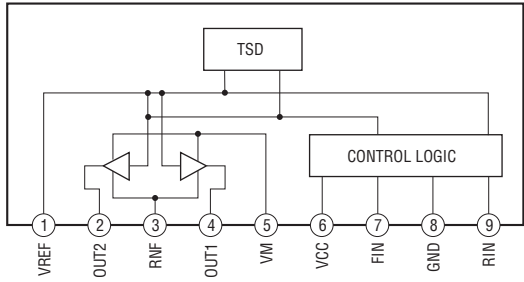 TSD
CONTROL LOGIC
1 2 3 4 5 6 7 8 9
VREF OUT2 RNF OUT1 VM VCC FIN GND RIN